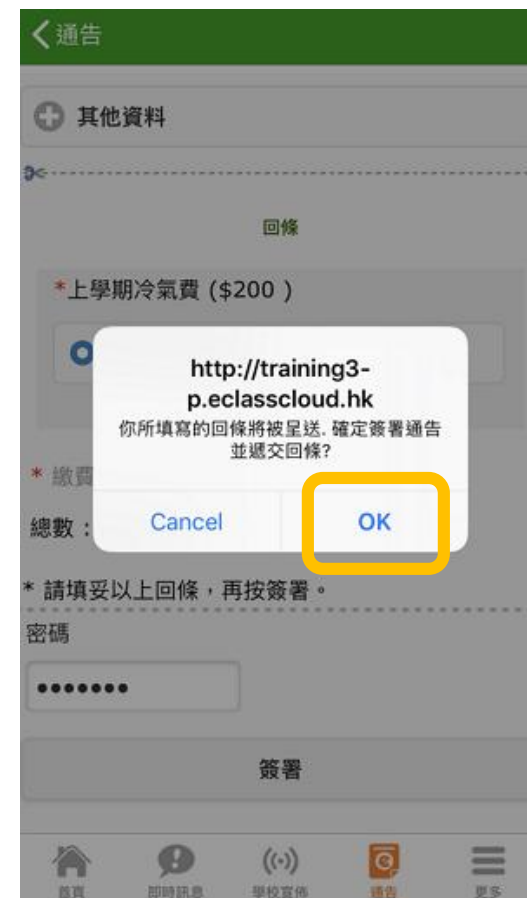 通告
其他資料
回條
*上學期冷氣費 ($200 )
http://training3-
p.eclasscloud.hk
你所填寫的回條將被呈送. 確定簽署通告
並遞交回條?
* 繳費
總數：
Cancel
OK
* 請填妥以上回條，再按簽署。
密碼
簽署
首頁
即時訊息
學校宣佈
通告
更多